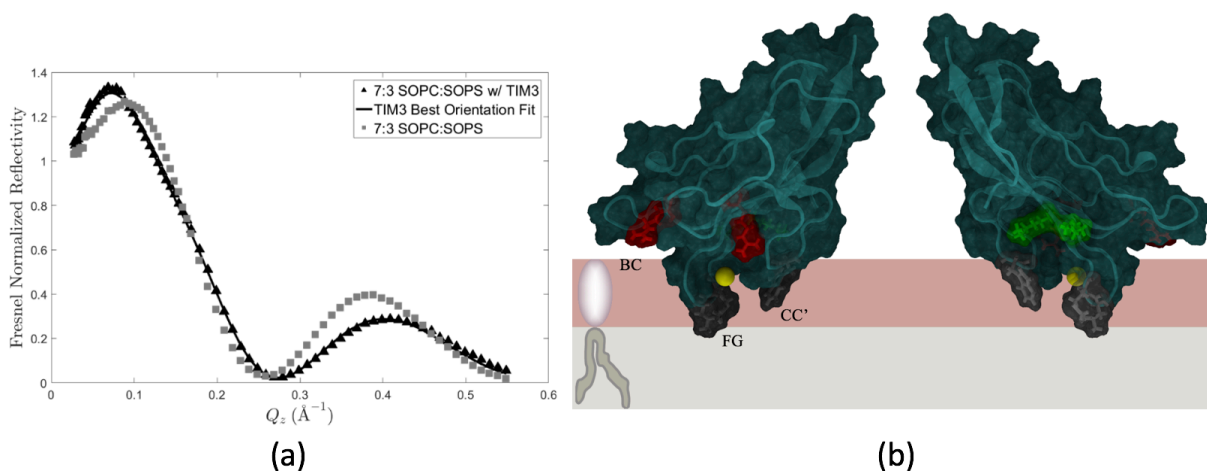 1.4
1.2
1
0.8
0.6
0.4
0.2
0
Fresnel Normalized Reflectivity
7:3 SOPC:SOPS w/ TIM3
TIM3 Best Orientation Fit
7:3 SOPC:SOPS
0 0.1 0.2 0.3 0.4 0.5 0.6
Q_z (Å⁻¹)
(a)
BC
CC'
FG
(b)